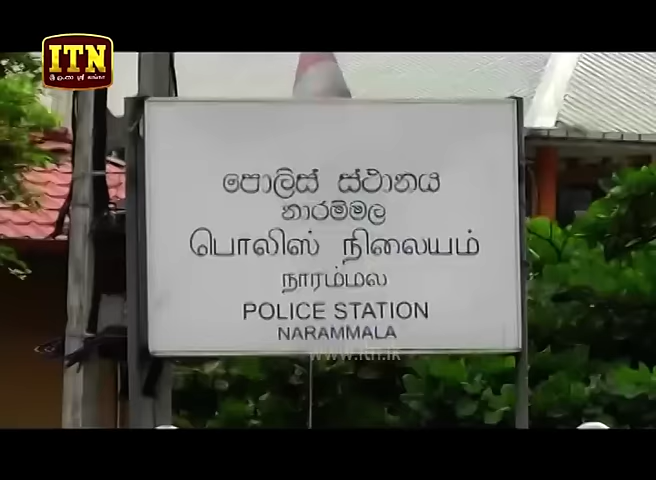 ITN
පොලිස් ස්ථානය
නාරම්මල
பொலிஸ் நிலையம்
நாரம்மல
POLICE STATION
NARAMMALA
www.itn.lk